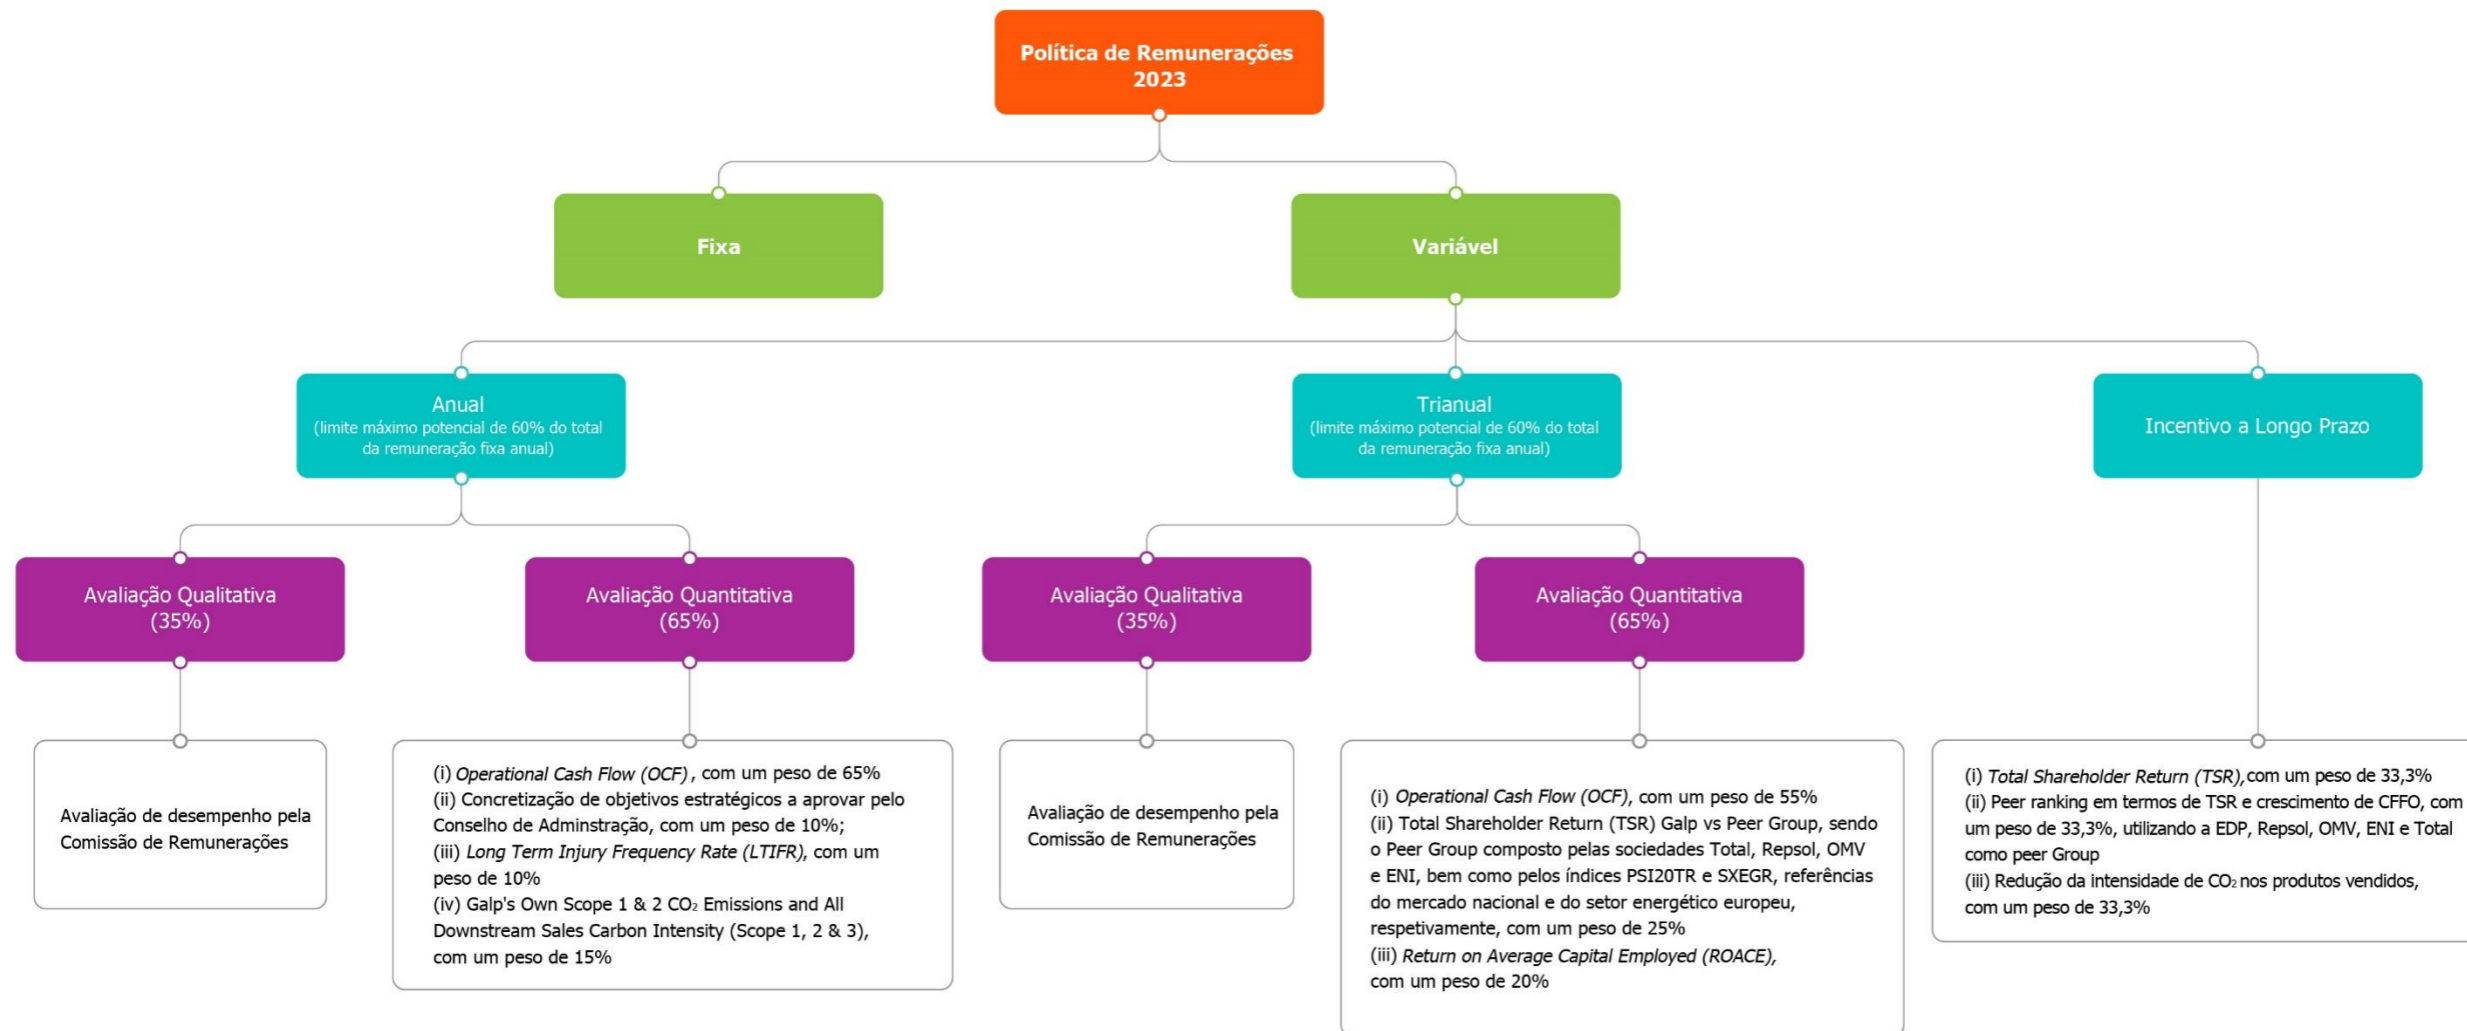 Política de Remunerações
2023
Fixa
Variável
Anual
(limite máximo potencial de 60% do total
da remuneração fixa anual)
Trianual
(limite máximo potencial de 60% do total
da remuneração fixa anual)
Incentivo a Longo Prazo
Avaliação Qualitativa
(35%)
Avaliação Quantitativa
(65%)
Avaliação Qualitativa
(35%)
Avaliação Quantitativa
(65%)
Avaliação de desempenho pela
Comissão de Remunerações
(i) Operational Cash Flow (OCF) , com um peso de 65%
(ii) Concretização de objetivos estratégicos a aprovar pelo
Conselho de Adminstração, com um peso de 10%;
(iii) Long Term Injury Frequency Rate (LTIFR), com um
peso de 10%
(iv) Galp's Own Scope 1 & 2 CO₂ Emissions and All
Downstream Sales Carbon Intensity (Scope 1, 2 & 3),
com um peso de 15%
Avaliação de desempenho pela
Comissão de Remunerações
(i) Operational Cash Flow (OCF), com um peso de 55%
(ii) Total Shareholder Return (TSR) Galp vs Peer Group, sendo
o Peer Group composto pelas sociedades Total, Repsol, OMV
e ENI, bem como pelos índices PSI20TR e SXEGR, referências
do mercado nacional e do setor energético europeu,
respetivamente, com um peso de 25%
(iii) Return on Average Capital Employed (ROACE),
com um peso de 20%
(i) Total Shareholder Return (TSR),com um peso de 33,3%
(ii) Peer ranking em termos de TSR e crescimento de CFFO, com
um peso de 33,3%, utilizando a EDP, Repsol, OMV, ENI e Total
como peer Group
(iii) Redução da intensidade de CO₂ nos produtos vendidos,
com um peso de 33,3%